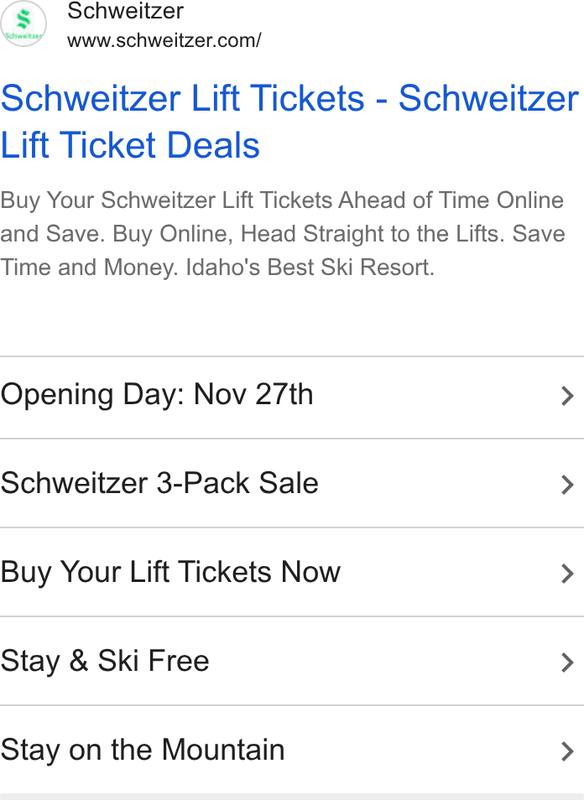 Schweitzer
www.schweitzer.com/
Schweitzer
Schweitzer Lift Tickets - Schweitzer
Lift Ticket Deals
Buy Your Schweitzer Lift Tickets Ahead of Time Online
and Save. Buy Online, Head Straight to the Lifts. Save
Time and Money. Idaho's Best Ski Resort.
Opening Day: Nov 27th
Schweitzer 3-Pack Sale
Buy Your Lift Tickets Now
Stay & Ski Free
Stay on the Mountain